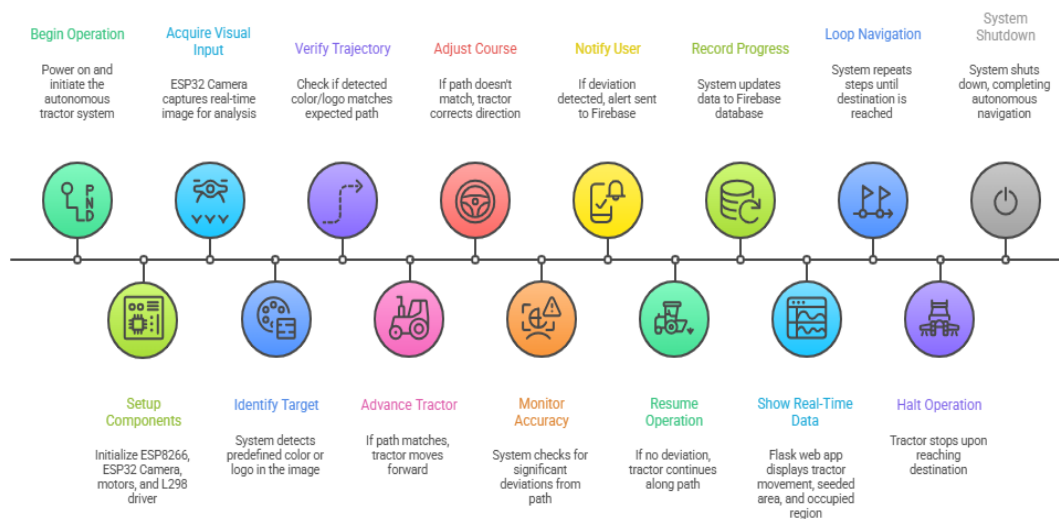 Begin Operation
Power on and
initiate the
autonomous
tractor system
Acquire Visual
Input
ESP32 Camera
captures real-time
image for analysis
Verify Trajectory
Check if detected
color/logo matches
expected path
Adjust Course
If path doesn't
match, tractor
corrects direction
Notify User
If deviation
detected, alert sent
to Firebase
Record Progress
System updates
data to Firebase
database
Loop Navigation
System repeats
steps until
destination is
reached
System
Shutdown
System shuts
down, completing
autonomous
navigation
P
N
D
Setup
Components
Initialize ESP8266,
ESP32 Camera,
motors, and L298
driver
Identify Target
System detects
predefined color or
logo in the image
Advance Tractor
If path matches,
tractor moves
forward
Monitor
Accuracy
System checks for
significant
deviations from
path
Resume
Operation
If no deviation,
tractor continues
along path
Show Real-Time
Data
Flask web app
displays tractor
movement, seeded
area, and occupied
region
Halt Operation
Tractor stops upon
reaching
destination